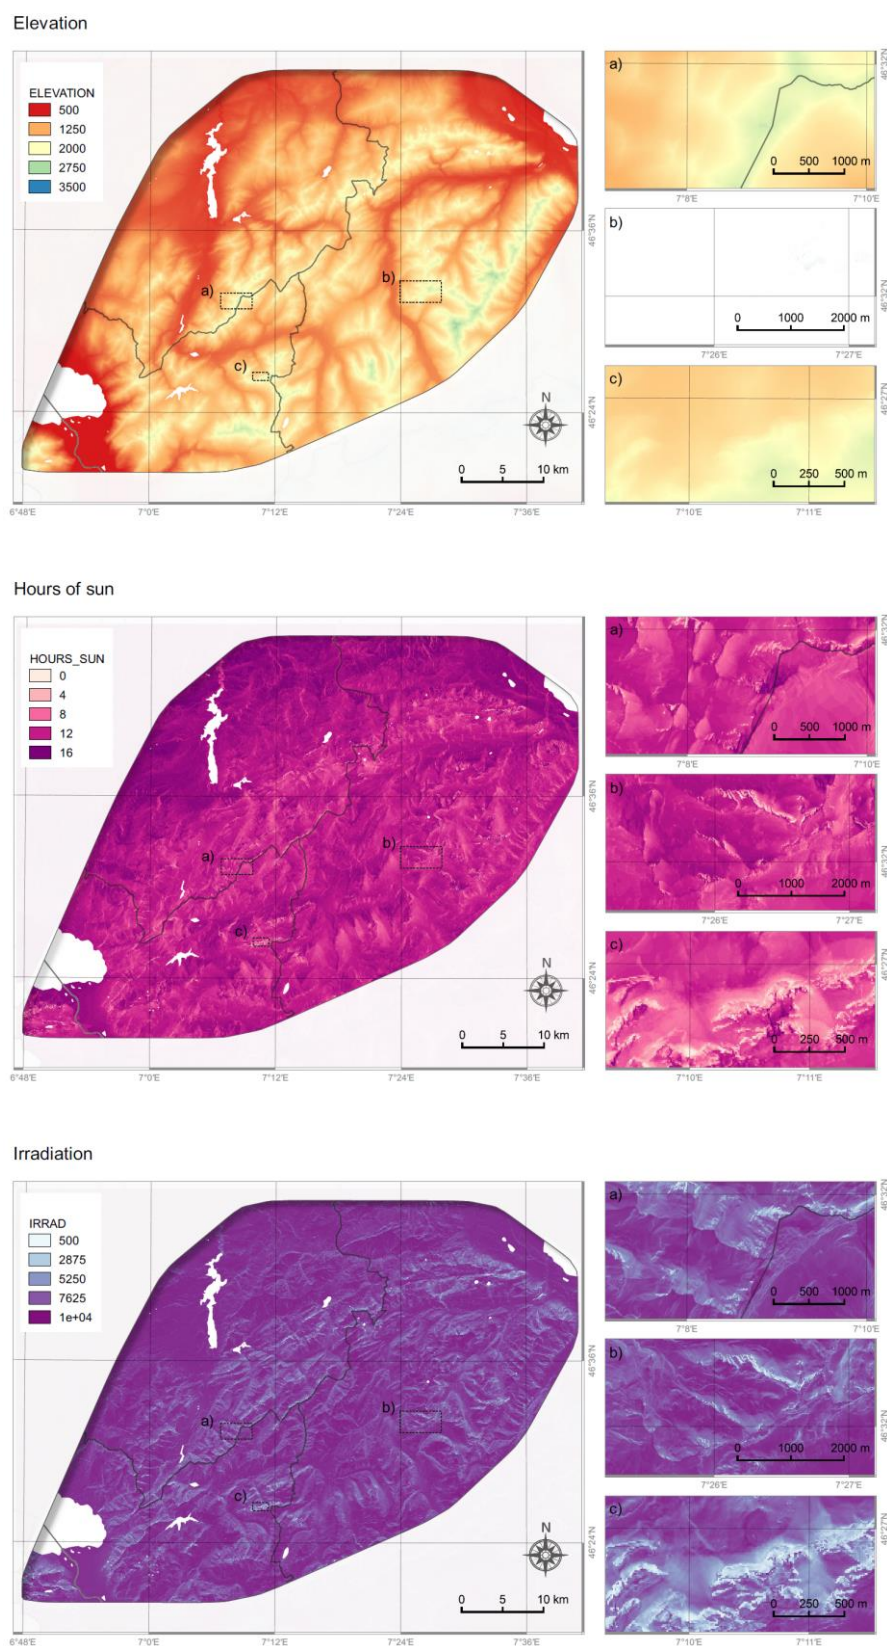 Elevation
ELEVATION
500
1250
2000
2750
3500
a)
b)
c)
N
0 5 10 km
46°36'N
46°24'N
6°48'E 7°0'E 7°12'E 7°24'E 7°36'E
a)
46°32'N
0 500 1000 m
7°8'E 7°10'E
b)
46°32'N
0 1000 2000 m
7°26'E 7°27'E
c)
46°27'N
0 250 500 m
7°10'E 7°11'E
Hours of sun
HOURS_SUN
0
4
8
12
16
a)
b)
c)
N
0 5 10 km
46°36'N
46°24'N
6°48'E 7°0'E 7°12'E 7°24'E 7°36'E
a)
46°32'N
0 500 1000 m
7°8'E 7°10'E
b)
46°32'N
0 1000 2000 m
7°26'E 7°27'E
c)
46°27'N
0 250 500 m
7°10'E 7°11'E
Irradiation
IRRAD
500
2875
5250
7625
1e+04
a)
b)
c)
N
0 5 10 km
46°36'N
46°24'N
6°48'E 7°0'E 7°12'E 7°24'E 7°36'E
a)
46°32'N
0 500 1000 m
7°8'E 7°10'E
b)
46°32'N
0 1000 2000 m
7°26'E 7°27'E
c)
46°27'N
0 250 500 m
7°10'E 7°11'E